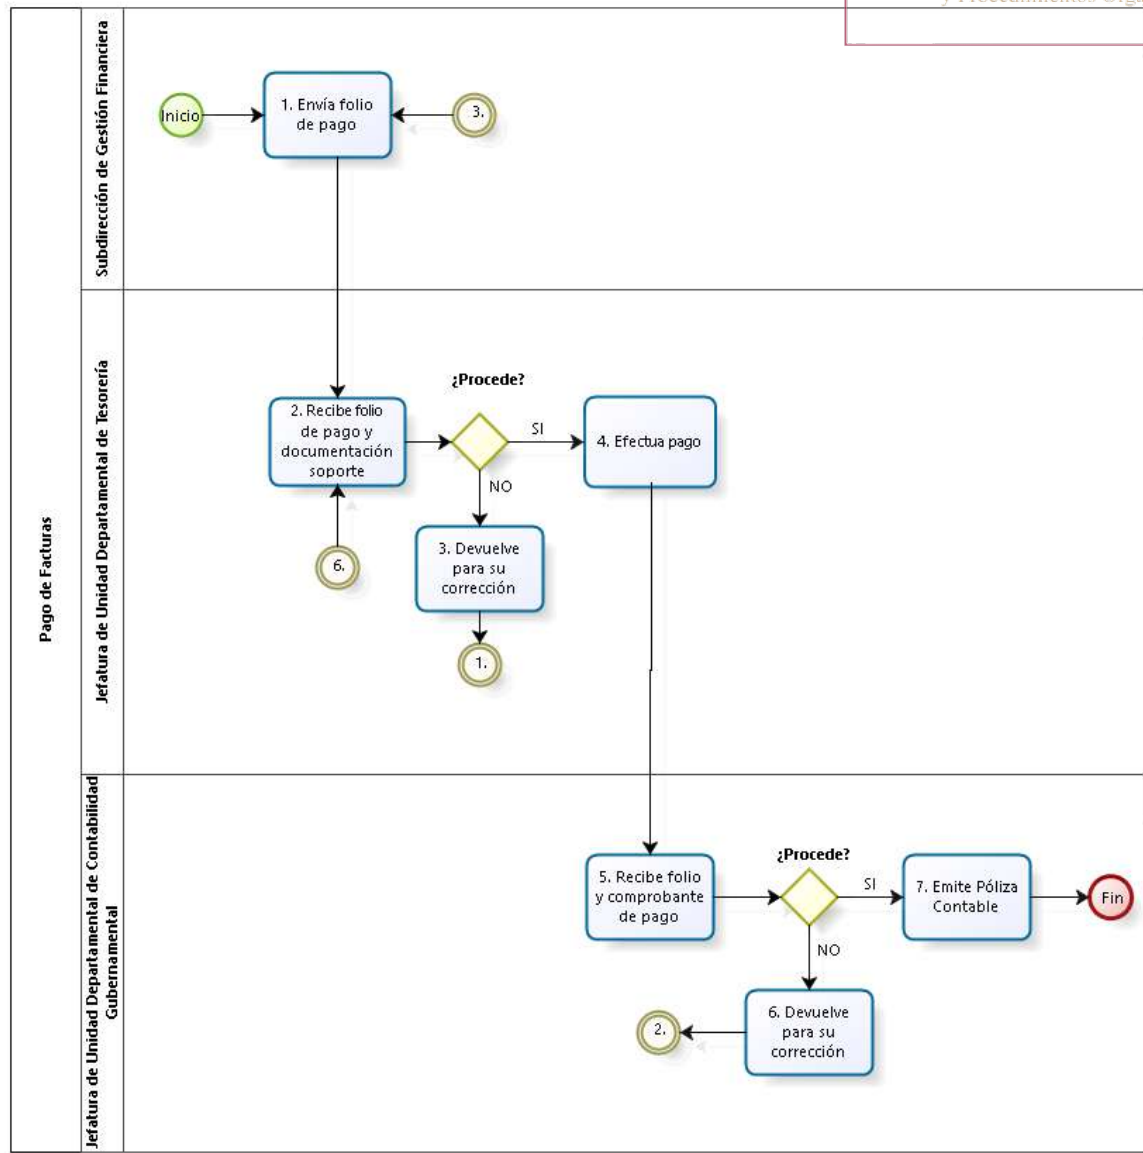 y Procedimientos Orga
Pago de Facturas
Subdirección de Gestión Financiera
Inicio
1. Envía folio
de pago
3.
Jefatura de Unidad Departamental de Tesorería
2. Recibe folio
de pago y
documentación
soporte
¿Procede?
SI
4. Efectua pago
NO
3. Devuelve
para su
corrección
6.
1.
Jefatura de Unidad Departamental de Contabilidad
Gubernamental
5. Recibe folio
y comprobante
de pago
¿Procede?
SI
7. Emite Póliza
Contable
Fin
NO
6. Devuelve
para su
corrección
2.